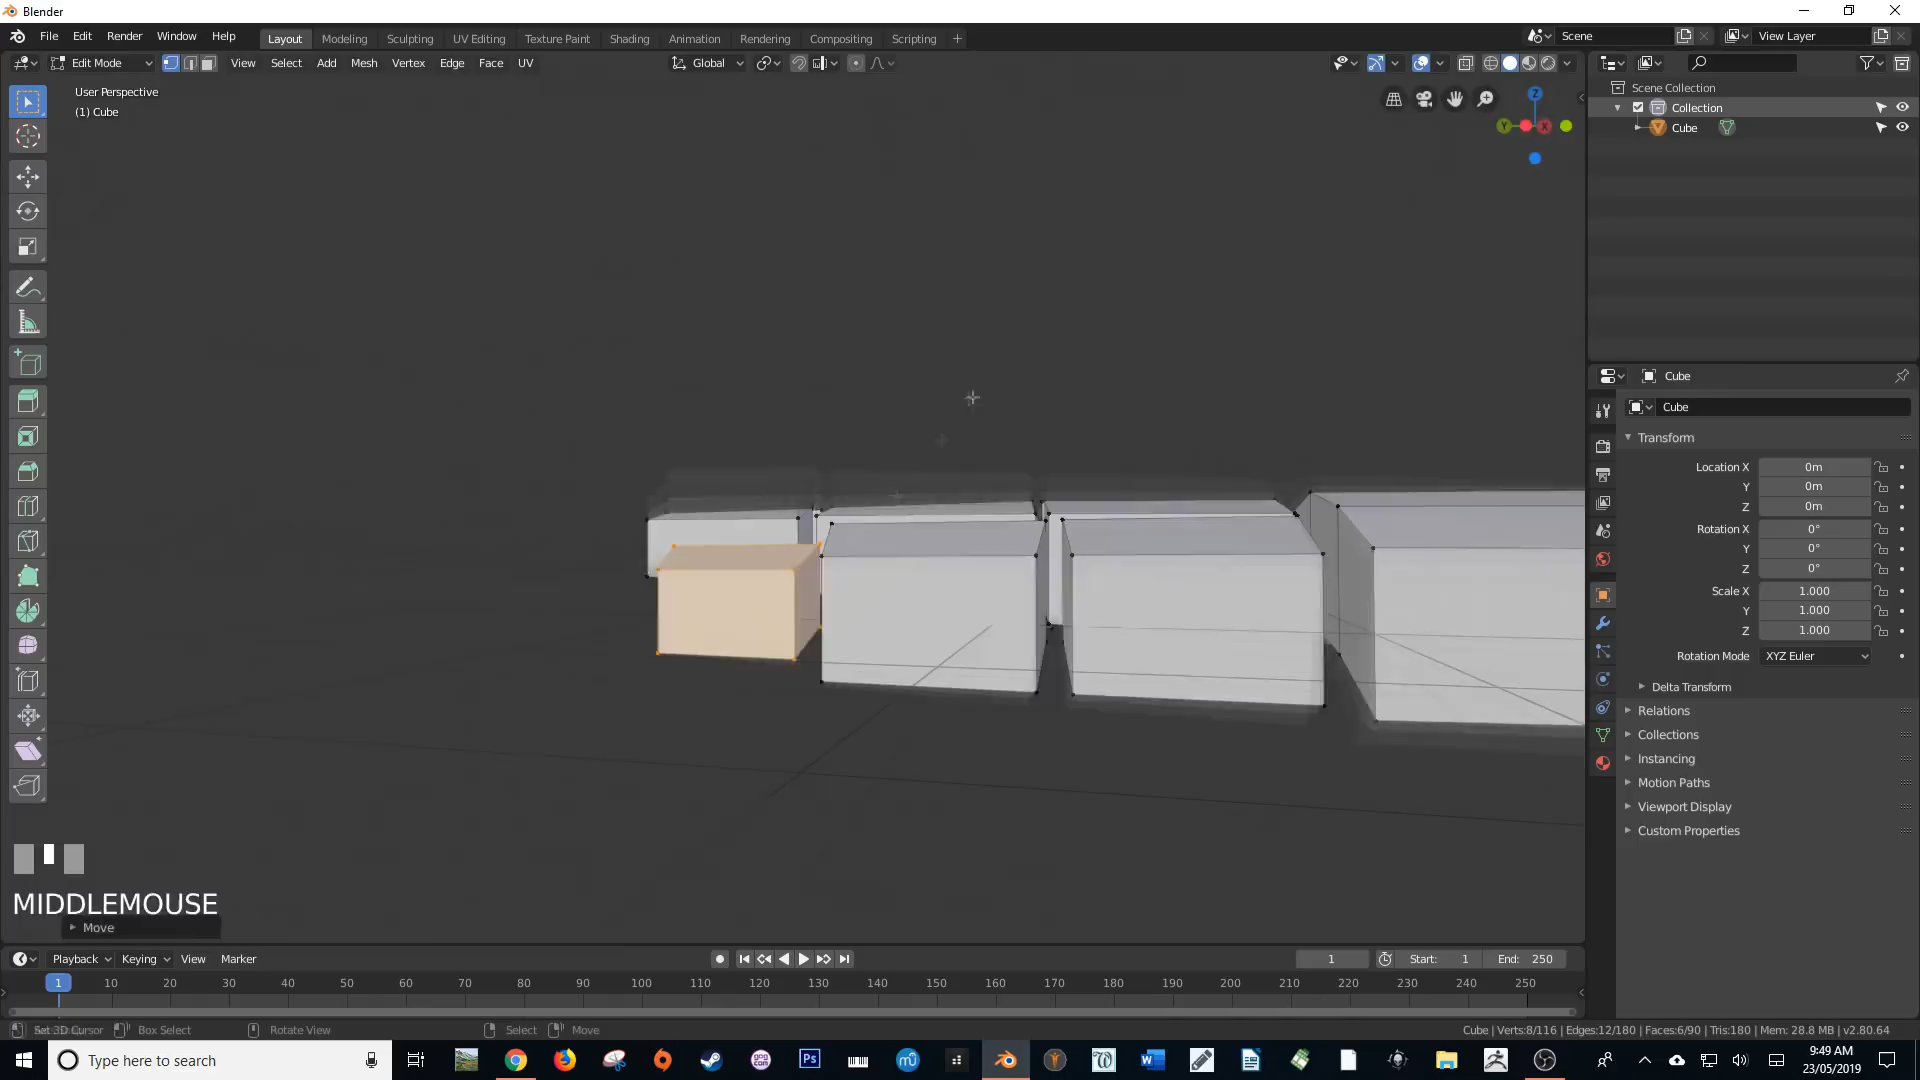 Blender
File Edit Render Window Help
Layout Modeling Sculpting UV Editing Texture Paint Shading Animation Rendering Compositing Scripting +
Scene
View Layer
Edit Mode
View Select Add Mesh Vertex Edge Face UV
Global
User Perspective
(1) Cube
Z
Y
X
Scene Collection
Collection
Cube
Cube
Cube
Transform
Location X 0m
Y 0m
Z 0m
Rotation X 0°
Y 0°
Z 0°
Scale X 1.000
Y 1.000
Z 1.000
Rotation Mode XYZ Euler
Delta Transform
Relations
Collections
Instancing
Motion Paths
Viewport Display
Custom Properties
MIDDLEMOUSE
Move
Playback Keying View Marker
1 Start: 1 End: 250
1 10 20 30 40 50 60 70 80 90 100 110 120 130 140 150 160 170 180 190 200 210 220 230 240 250
Box Select Rotate View Select Move
Cube | Verts:8/116 | Edges:12/180 | Faces:6/90 | Tris:180 | Mem: 28.8 MB | v2.80.64
Type here to search
Ps
W
9:49 AM
23/05/2019